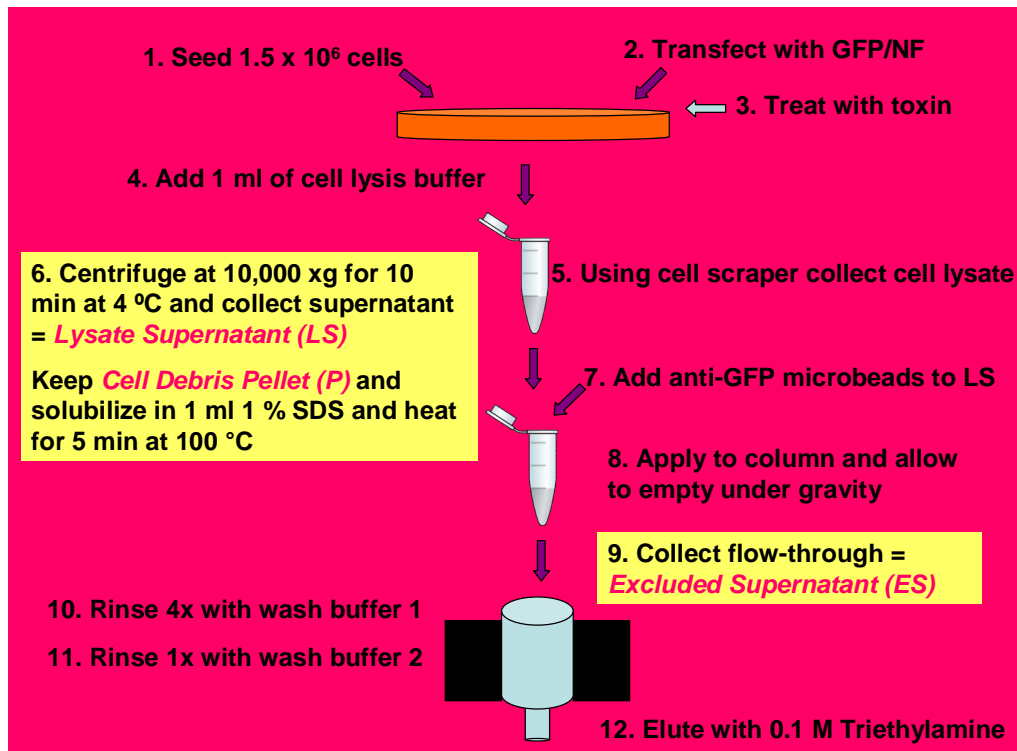 1. Seed 1.5 x 10⁶ cells
2. Transfect with GFP/NF
3. Treat with toxin
4. Add 1 ml of cell lysis buffer
5. Using cell scraper collect cell lysate
6. Centrifuge at 10,000 xg for 10
min at 4 ºC and collect supernatant
= Lysate Supernatant (LS)
Keep Cell Debris Pellet (P) and
solubilize in 1 ml 1 % SDS and heat
for 5 min at 100 °C
7. Add anti-GFP microbeads to LS
8. Apply to column and allow
to empty under gravity
9. Collect flow-through =
Excluded Supernatant (ES)
10. Rinse 4x with wash buffer 1
11. Rinse 1x with wash buffer 2
12. Elute with 0.1 M Triethylamine